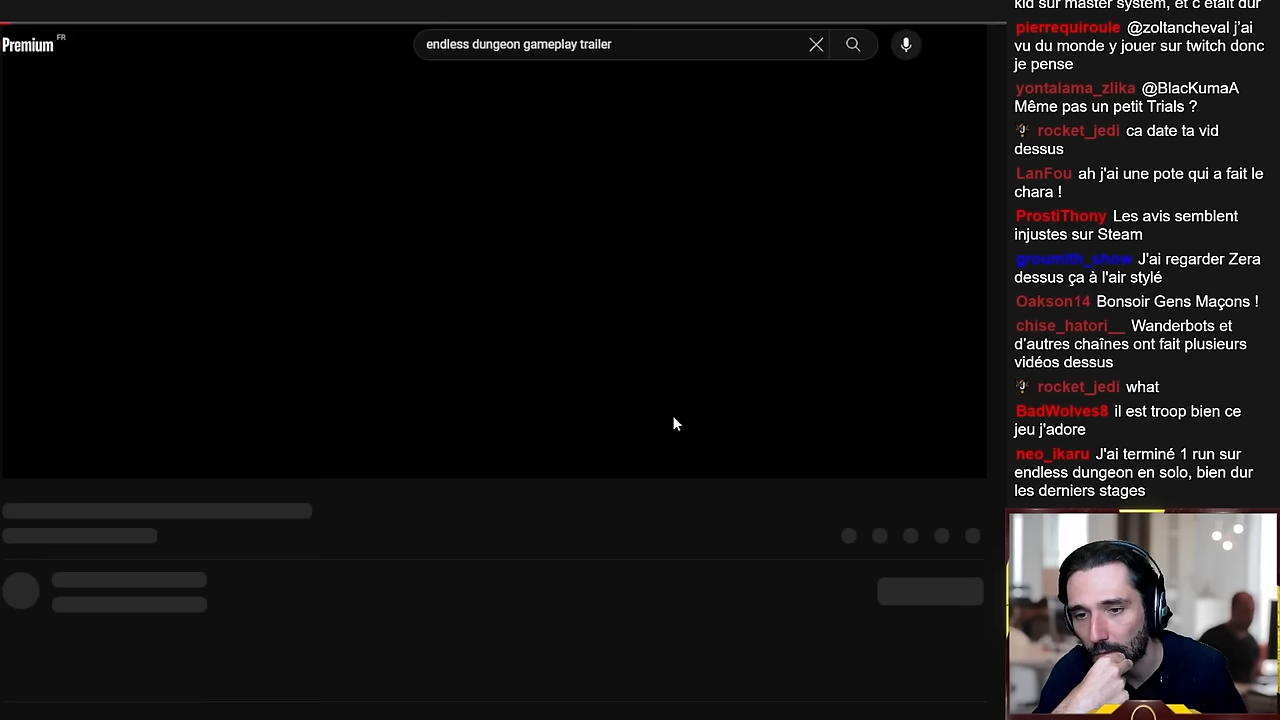 Premium FR
endless dungeon gameplay trailer
kid sur master system, et c'était dur
pierrequiroule @zoltancheval j'ai
vu du monde y jouer sur twitch donc
je pense
yontalama_zlika @BlacKumaA
Même pas un petit Trials ?
rocket_jedi ca date ta vid
dessus
LanFou ah j'ai une pote qui a fait le
chara !
ProstiThony Les avis semblent
injustes sur Steam
groumith_show J'ai regarder Zera
dessus ça à l'air stylé
Oakson14 Bonsoir Gens Maçons !
chise_hatori__ Wanderbots et
d'autres chaînes ont fait plusieurs
vidéos dessus
rocket_jedi what
BadWolves8 il est troop bien ce
jeu j'adore
neo_ikaru J'ai terminé 1 run sur
endless dungeon en solo, bien dur
les derniers stages